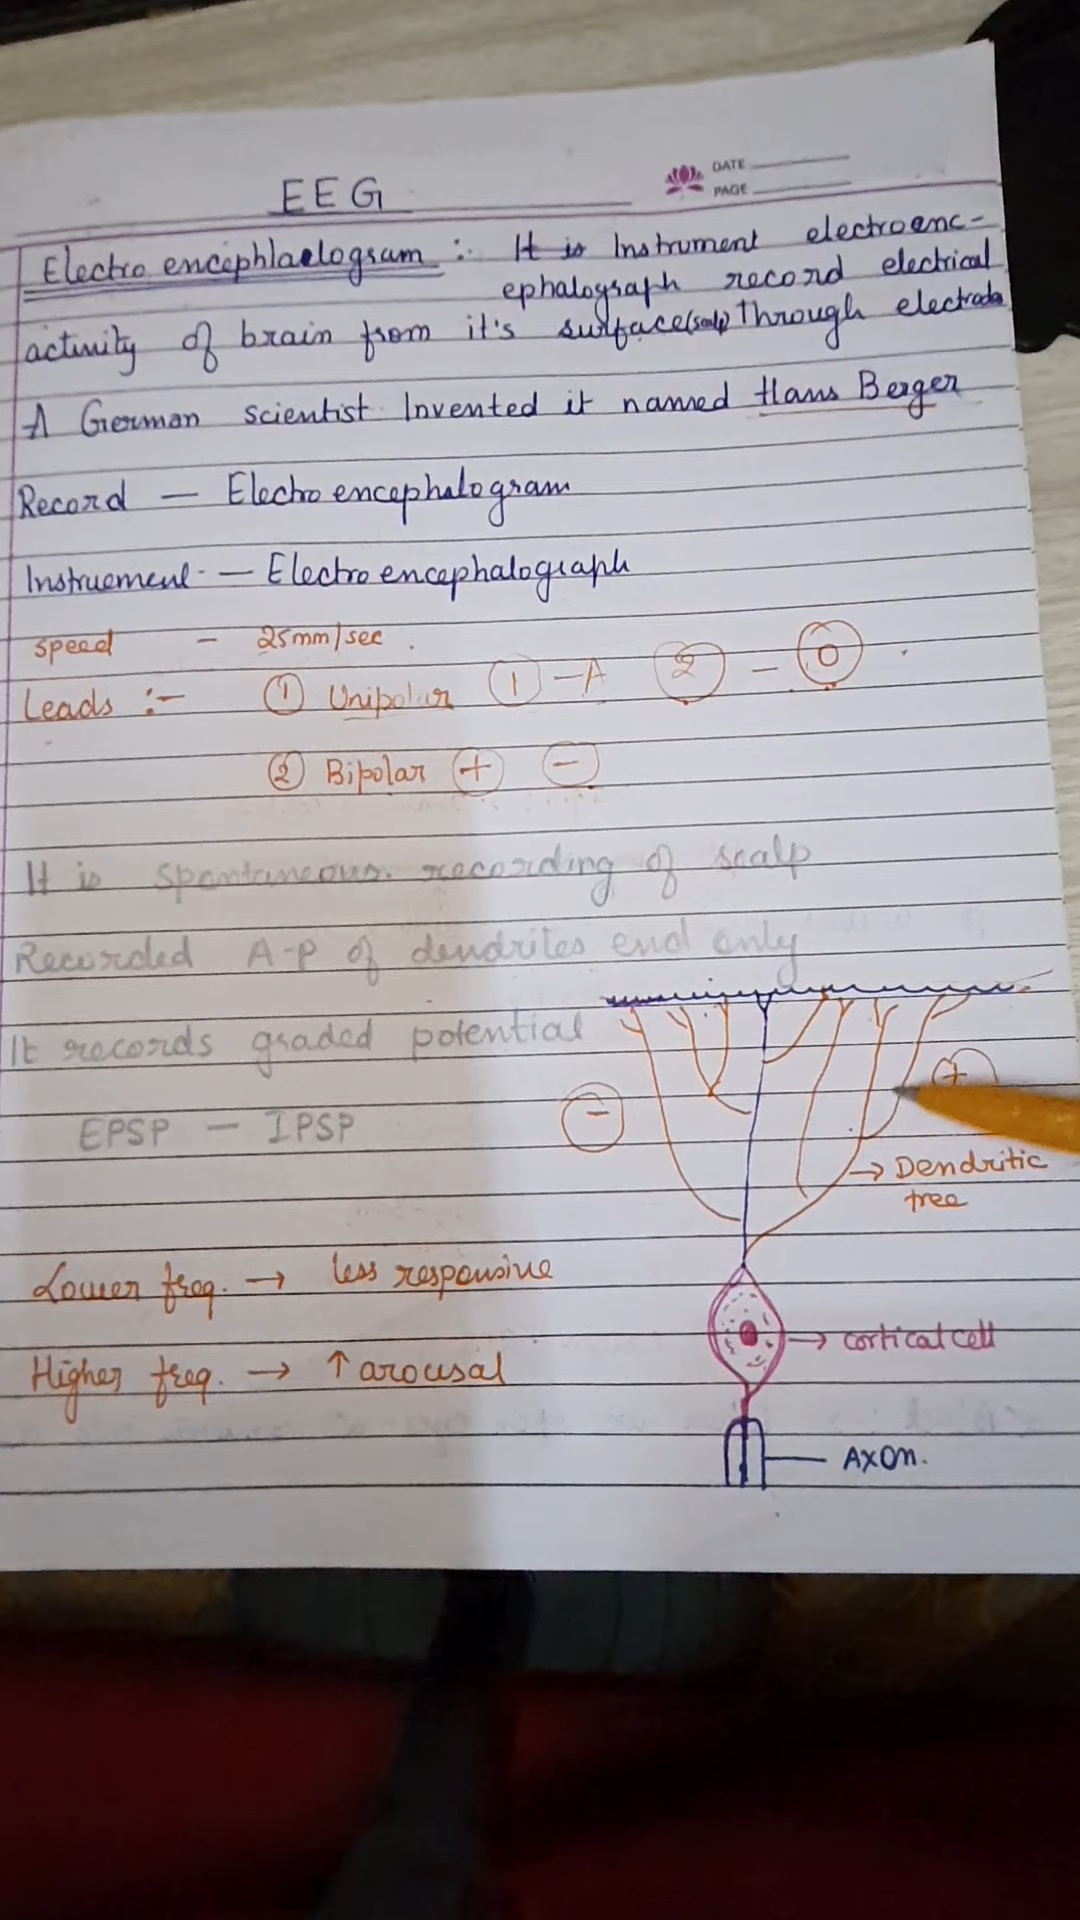 DATE
PAGE
EEG
Electro encephlaelogram :- It is Instrument electroenc-
ephalograph record electrical
activity of brain from it's surface(scalp) Through electrode
A German scientist Invented it named Hans Berger
Record — Electro encephalogram
Instruement - — Electro encephalograph
speed - 25mm/sec.
Leads :- ① Unipolar ① - A ② - O
② Bipolar + -
It is spontaneous. recording of scalp
Recorded A-P of dendrites end only
It records graded potential
- +
EPSP - IPSP
→ Dendritic
tree
Lower freq. → less responsive
→ cortical cell
Higher freq. → ↑ arousal
Axon.